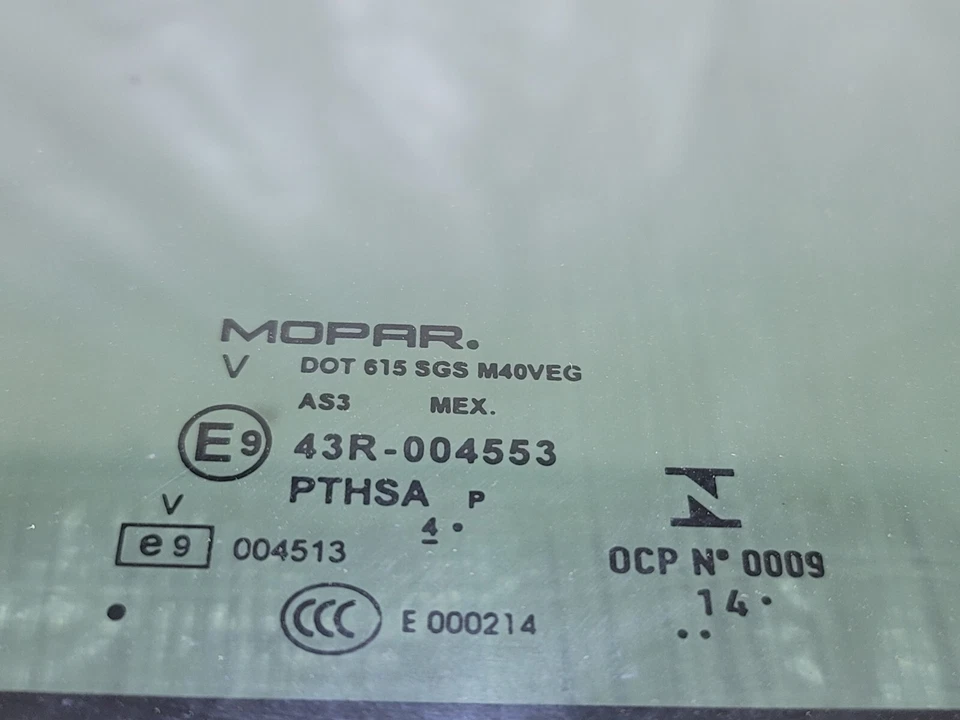 MOPAR.
V DOT 615 SGS M40VEG
AS3 MEX.
E9 43R-004553
PTHSA P
V 4
e9 004513
CCC E 000214
OCP Nº 0009
14